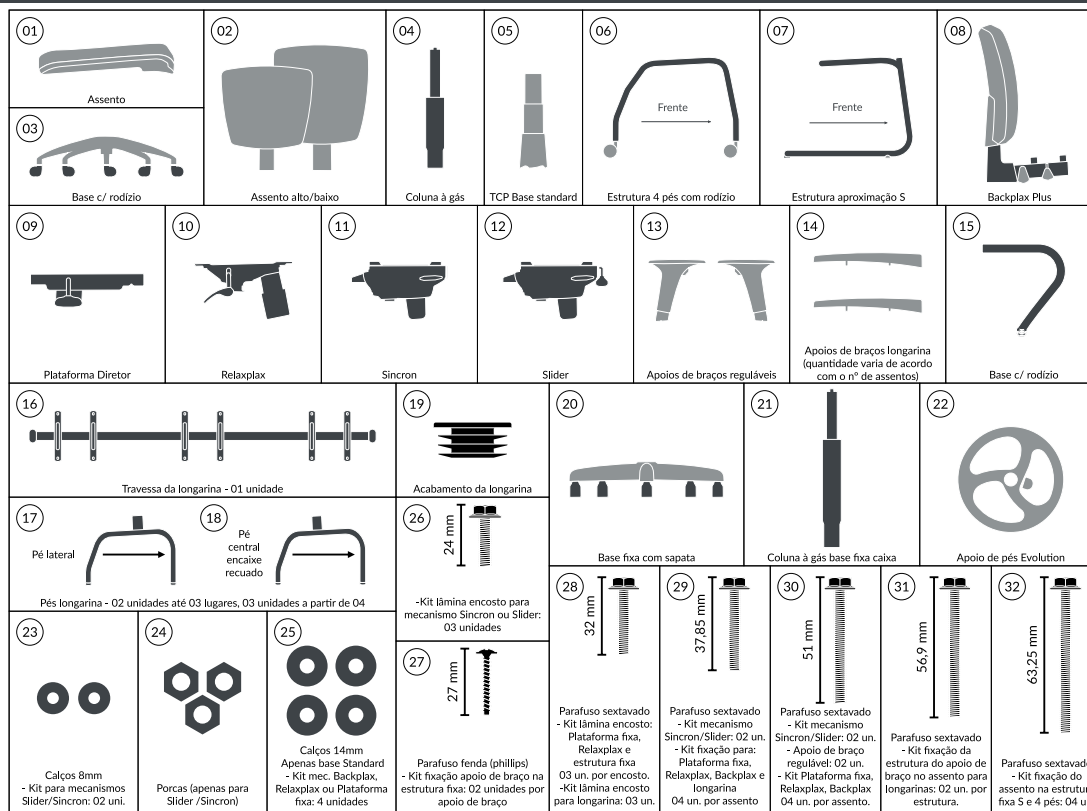 01
Assento
02
Assento alto/baixo
03
Base c/ rodízio
04
Coluna à gás
05
TCP Base standard
06
Frente
Estrutura 4 pés com rodízio
07
Frente
Estrutura aproximação S
08
Backplax Plus
09
Plataforma Diretor
10
Relaxplax
11
Sincron
12
Slider
13
Apoios de braços reguláveis
14
Apoios de braços longarina
(quantidade varia de acordo
com o nº de assentos)
15
Base c/ rodízio
16
Travessa da longarina - 01 unidade
17
Pé lateral
18
Pé
central
encaixe
recuado
Pés longarina - 02 unidades até 03 lugares, 03 unidades a partir de 04
19
Acabamento da longarina
20
Base fixa com sapata
21
Coluna à gás base fixa caixa
22
Apoio de pés Evolution
23
Calços 8mm
- Kit para mecanismos
Slider/Sincron: 02 uni.
24
Porcas (apenas para
Slider /Sincron)
25
Calços 14mm
Apenas base Standard
- Kit mec. Backplax,
Relaxplax ou Plataforma
fixa: 4 unidades
26
24 mm
-Kit lâmina encosto para
mecanismo Sincron ou Slider:
03 unidades
27
27 mm
Parafuso fenda (phillips)
- Kit fixação apoio de braço na
estrutura fixa: 02 unidades por
apoio de braço
28
32 mm
Parafuso sextavado
- Kit lâmina encosto:
Plataforma fixa,
Relaxplax e
estrutura fixa
03 un. por encosto.
-Kit lâmina encosto
para longarina: 03 un.
29
37,85 mm
Parafuso sextavado
- Kit mecanismo
Sincron/Slider: 02 un.
- Kit fixação para:
Plataforma fixa,
Relaxplax, Backplax e
longarina
04 un. por assento
30
51 mm
Parafuso sextavado
- Kit mecanismo
Sincron/Slider: 02 un.
- Apoio de braço
regulável: 02 un.
- Kit Plataforma fixa,
Relaxplax, Backplax
04 un. por assento.
31
56,9 mm
Parafuso sextavado
- Kit fixação da
estrutura do apoio de
braço no assento para
longarinas: 02 un. por
estrutura.
32
63,25 mm
Parafuso sextavado
- Kit fixação do
assento na estrutura
fixa S e 4 pés: 04